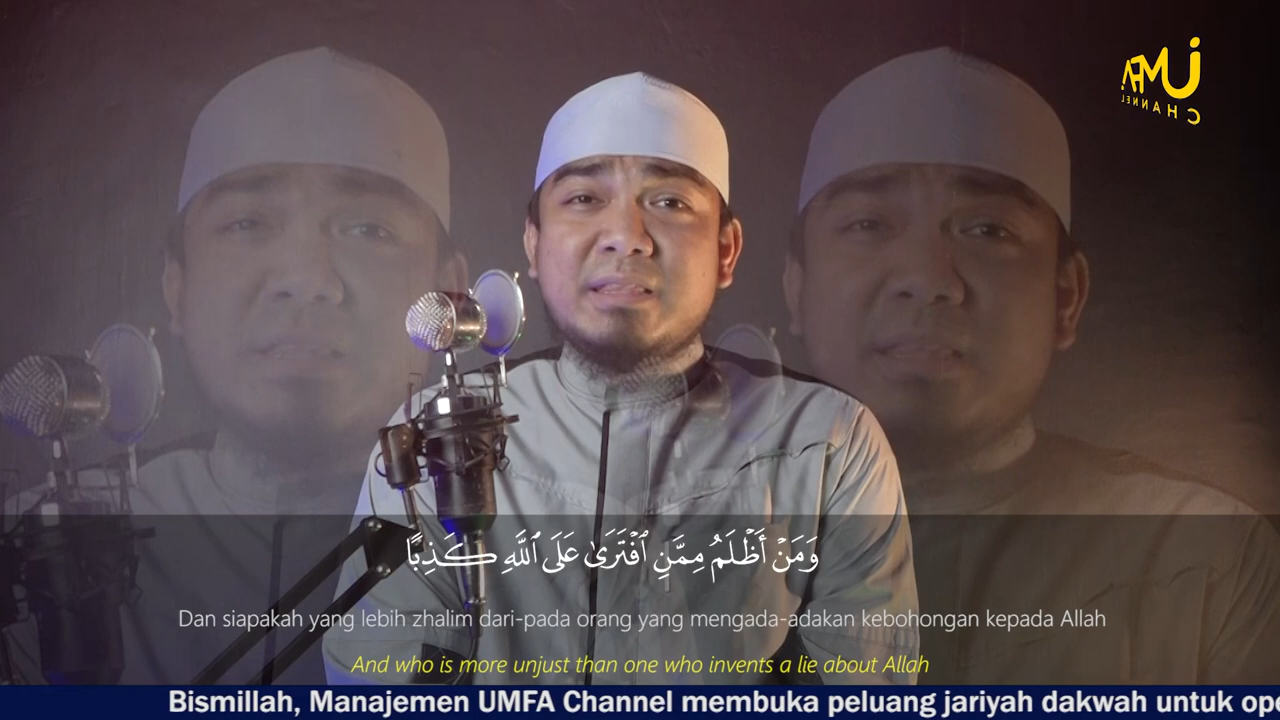 UMFA
CHANNEL
وَمَنْ أَظْلَمُ مِمَّنِ ٱفْتَرَىٰ عَلَى ٱللَّهِ كَذِبًا
Dan siapakah yang lebih zhalim dari-pada orang yang mengada-adakan kebohongan kepada Allah
And who is more unjust than one who invents a lie about Allah
Bismillah, Manajemen UMFA Channel membuka peluang jariyah dakwah untuk ope